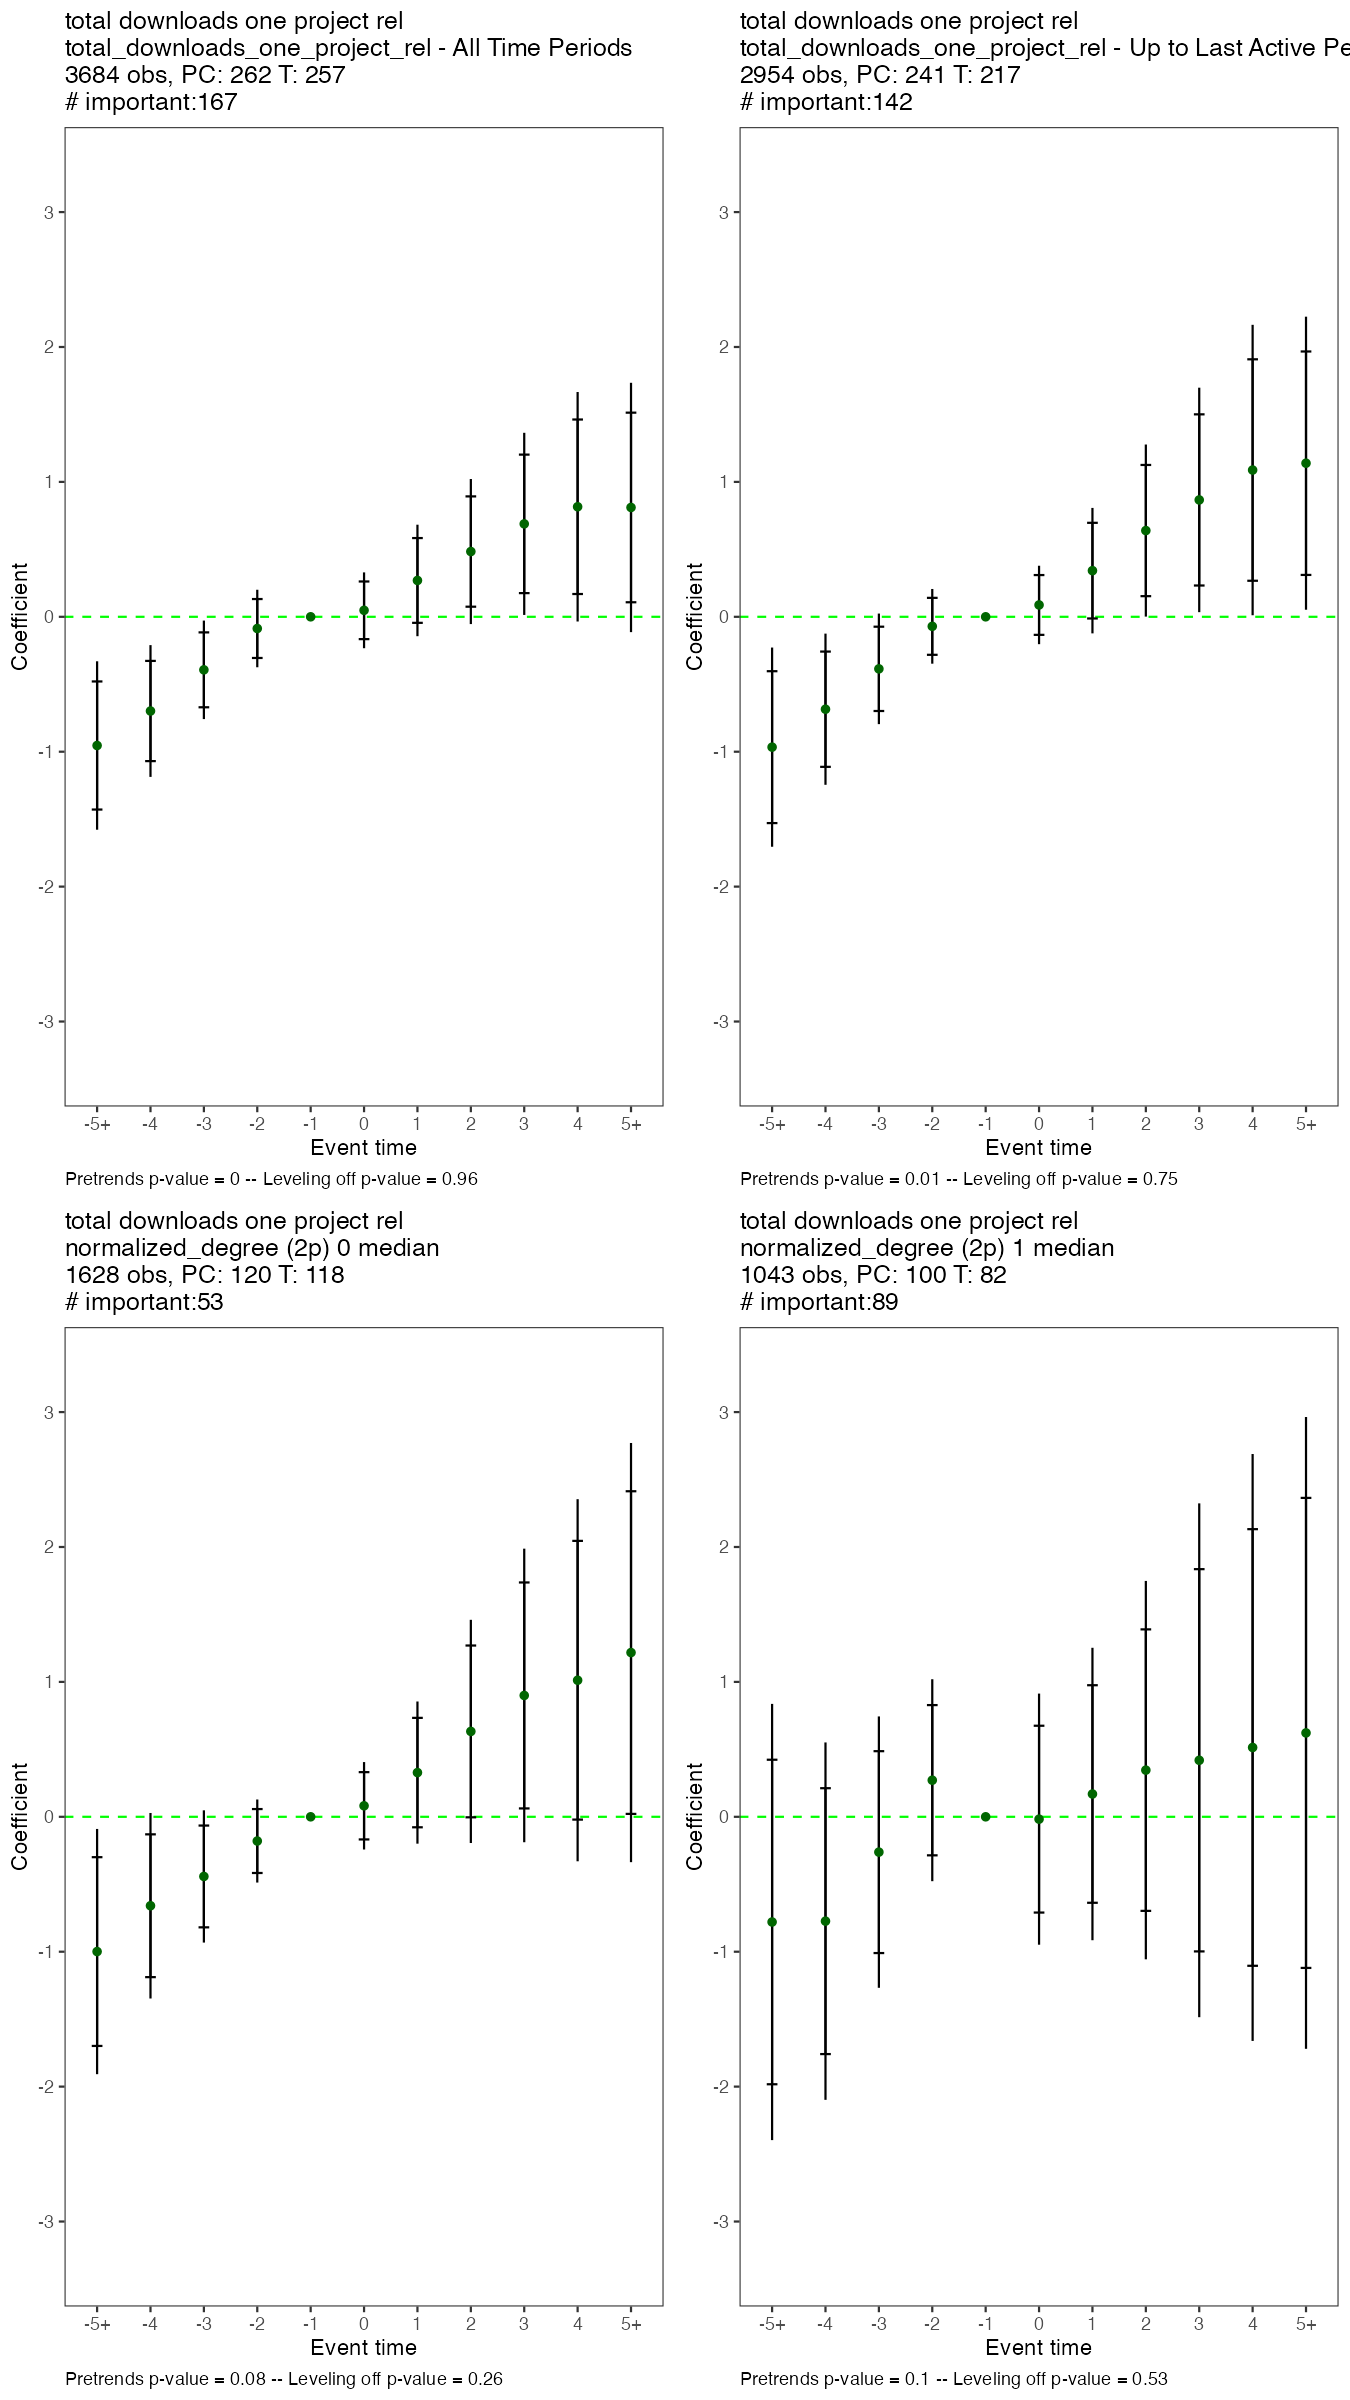 total downloads one project rel
total_downloads_one_project_rel - All Time Periods
3684 obs, PC: 262 T: 257
# important:167
3
2
1
0
-1
-2
-3
Coefficient
-5+ -4 -3 -2 -1 0 1 2 3 4 5+
Event time
Pretrends p-value = 0 -- Leveling off p-value = 0.96
total downloads one project rel
total_downloads_one_project_rel - Up to Last Active Pe
2954 obs, PC: 241 T: 217
# important:142
3
2
1
0
-1
-2
-3
Coefficient
-5+ -4 -3 -2 -1 0 1 2 3 4 5+
Event time
Pretrends p-value = 0.01 -- Leveling off p-value = 0.75
total downloads one project rel
normalized_degree (2p) 0 median
1628 obs, PC: 120 T: 118
# important:53
3
2
1
0
-1
-2
-3
Coefficient
-5+ -4 -3 -2 -1 0 1 2 3 4 5+
Event time
Pretrends p-value = 0.08 -- Leveling off p-value = 0.26
total downloads one project rel
normalized_degree (2p) 1 median
1043 obs, PC: 100 T: 82
# important:89
3
2
1
0
-1
-2
-3
Coefficient
-5+ -4 -3 -2 -1 0 1 2 3 4 5+
Event time
Pretrends p-value = 0.1 -- Leveling off p-value = 0.53